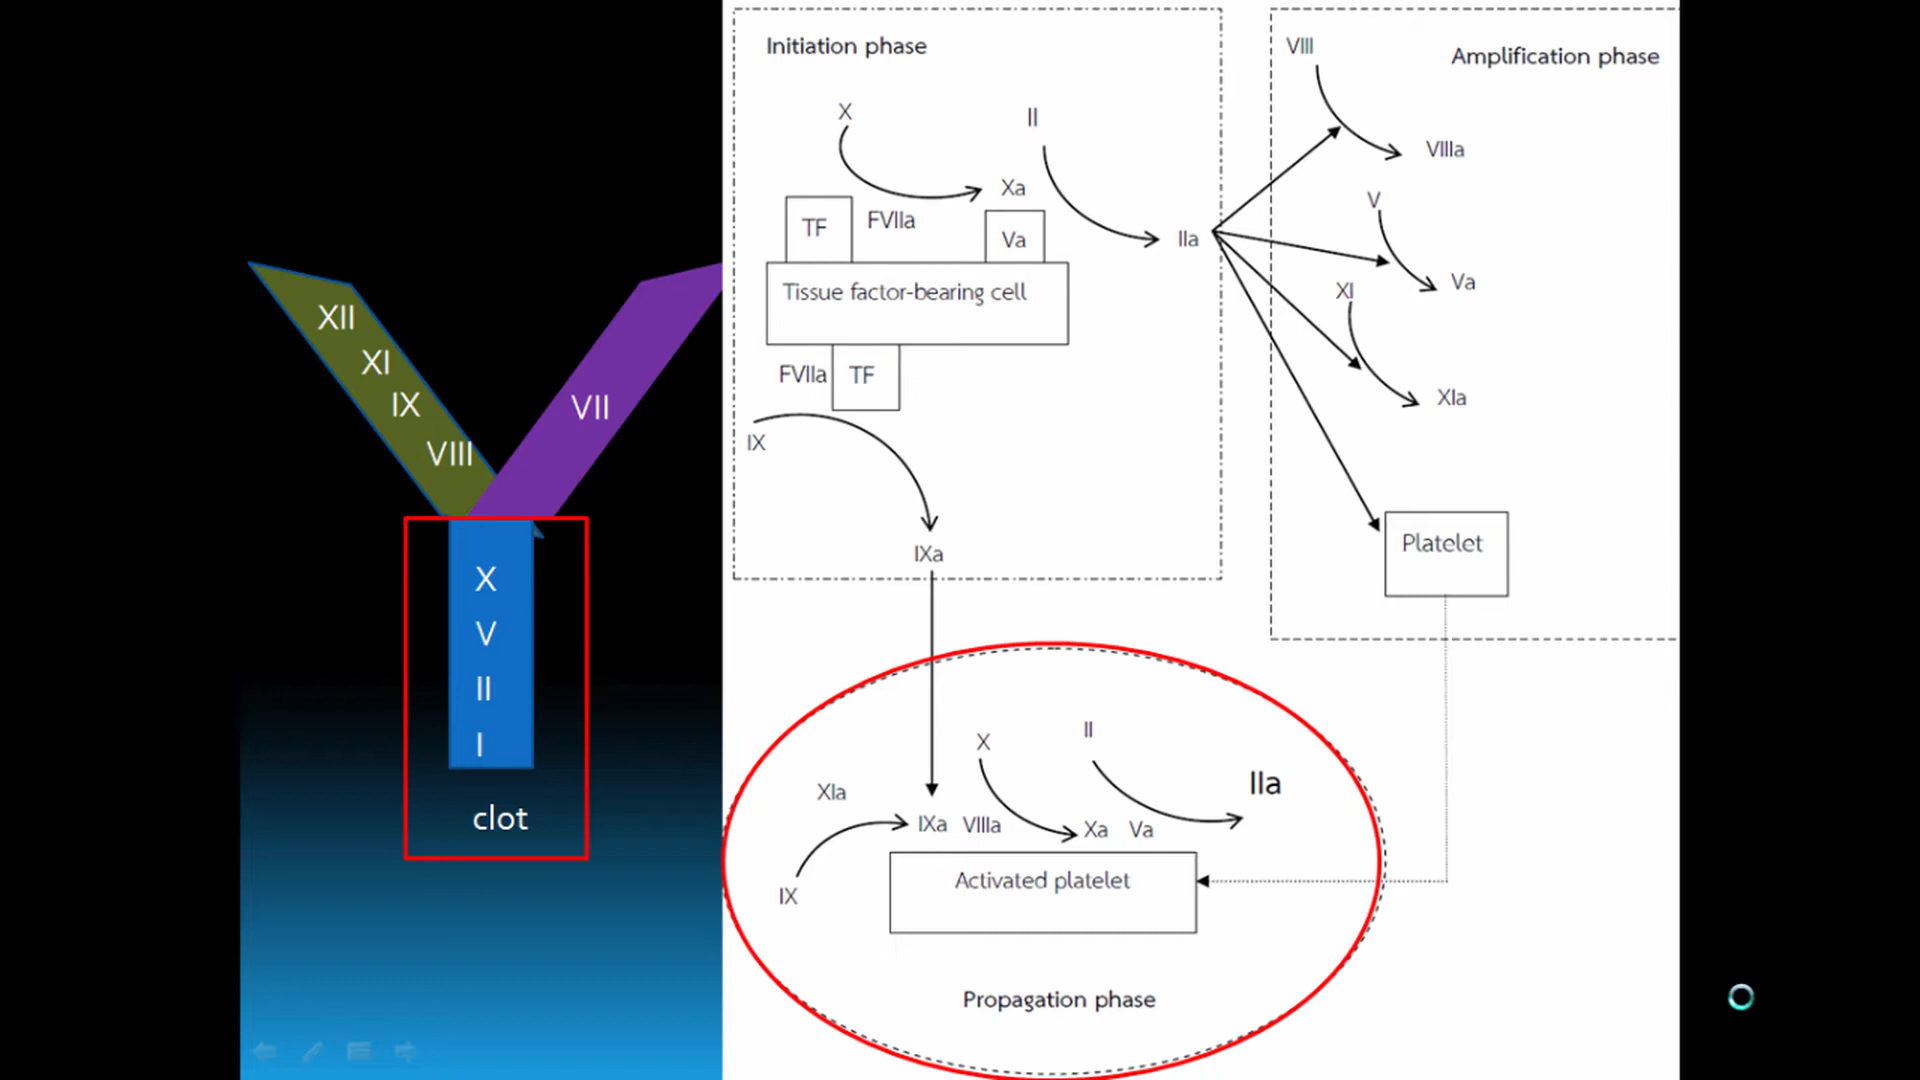 XII
XI
IX
VIII
VII
X
V
II
I
clot
Initiation phase
X
II
Xa
TF
FVIIa
Va
IIa
Tissue factor-bearing cell
FVIIa
TF
IX
IXa
Amplification phase
VIII
VIIIa
V
Va
XI
XIa
Platelet
X
II
XIa
IIa
IXa VIIIa
Xa Va
IX
Activated platelet
Propagation phase